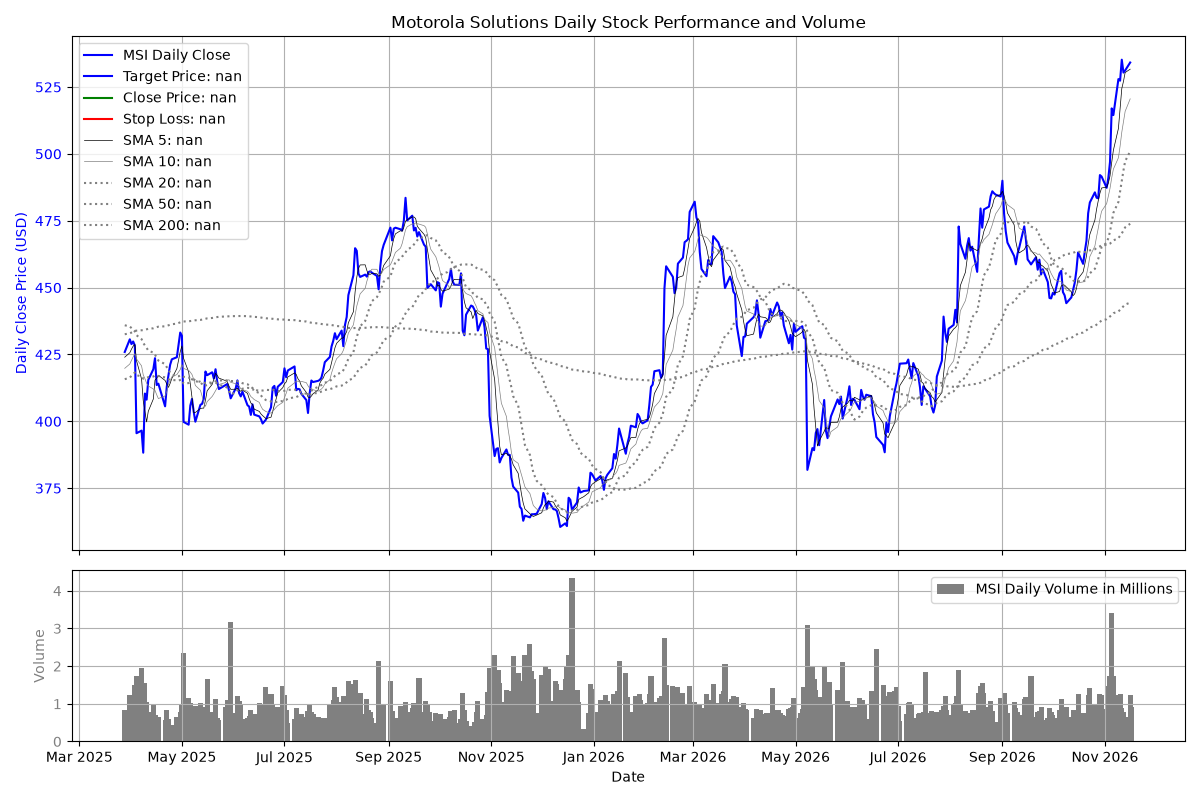 Motorola Solutions Daily Stock Performance and Volume
MSI Daily Close
Target Price: nan
Close Price: nan
Stop Loss: nan
SMA 5: nan
SMA 10: nan
SMA 20: nan
SMA 50: nan
SMA 200: nan
Daily Close Price (USD)
525
500
475
450
425
400
375
MSI Daily Volume in Millions
Volume
4
3
2
1
0
Mar 2025 May 2025 Jul 2025 Sep 2025 Nov 2025 Jan 2026 Mar 2026 May 2026 Jul 2026 Sep 2026 Nov 2026
Date